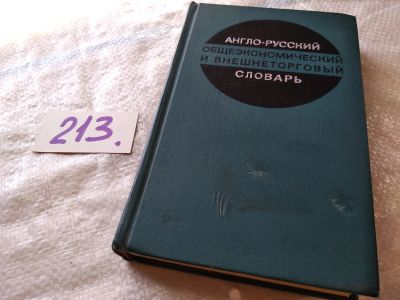 АНГЛО-РУССКИЙ
ОБЩЕЭКОНОМИЧЕСКИЙ
И ВНЕШНЕТОРГОВЫЙ
СЛОВАРЬ
213.